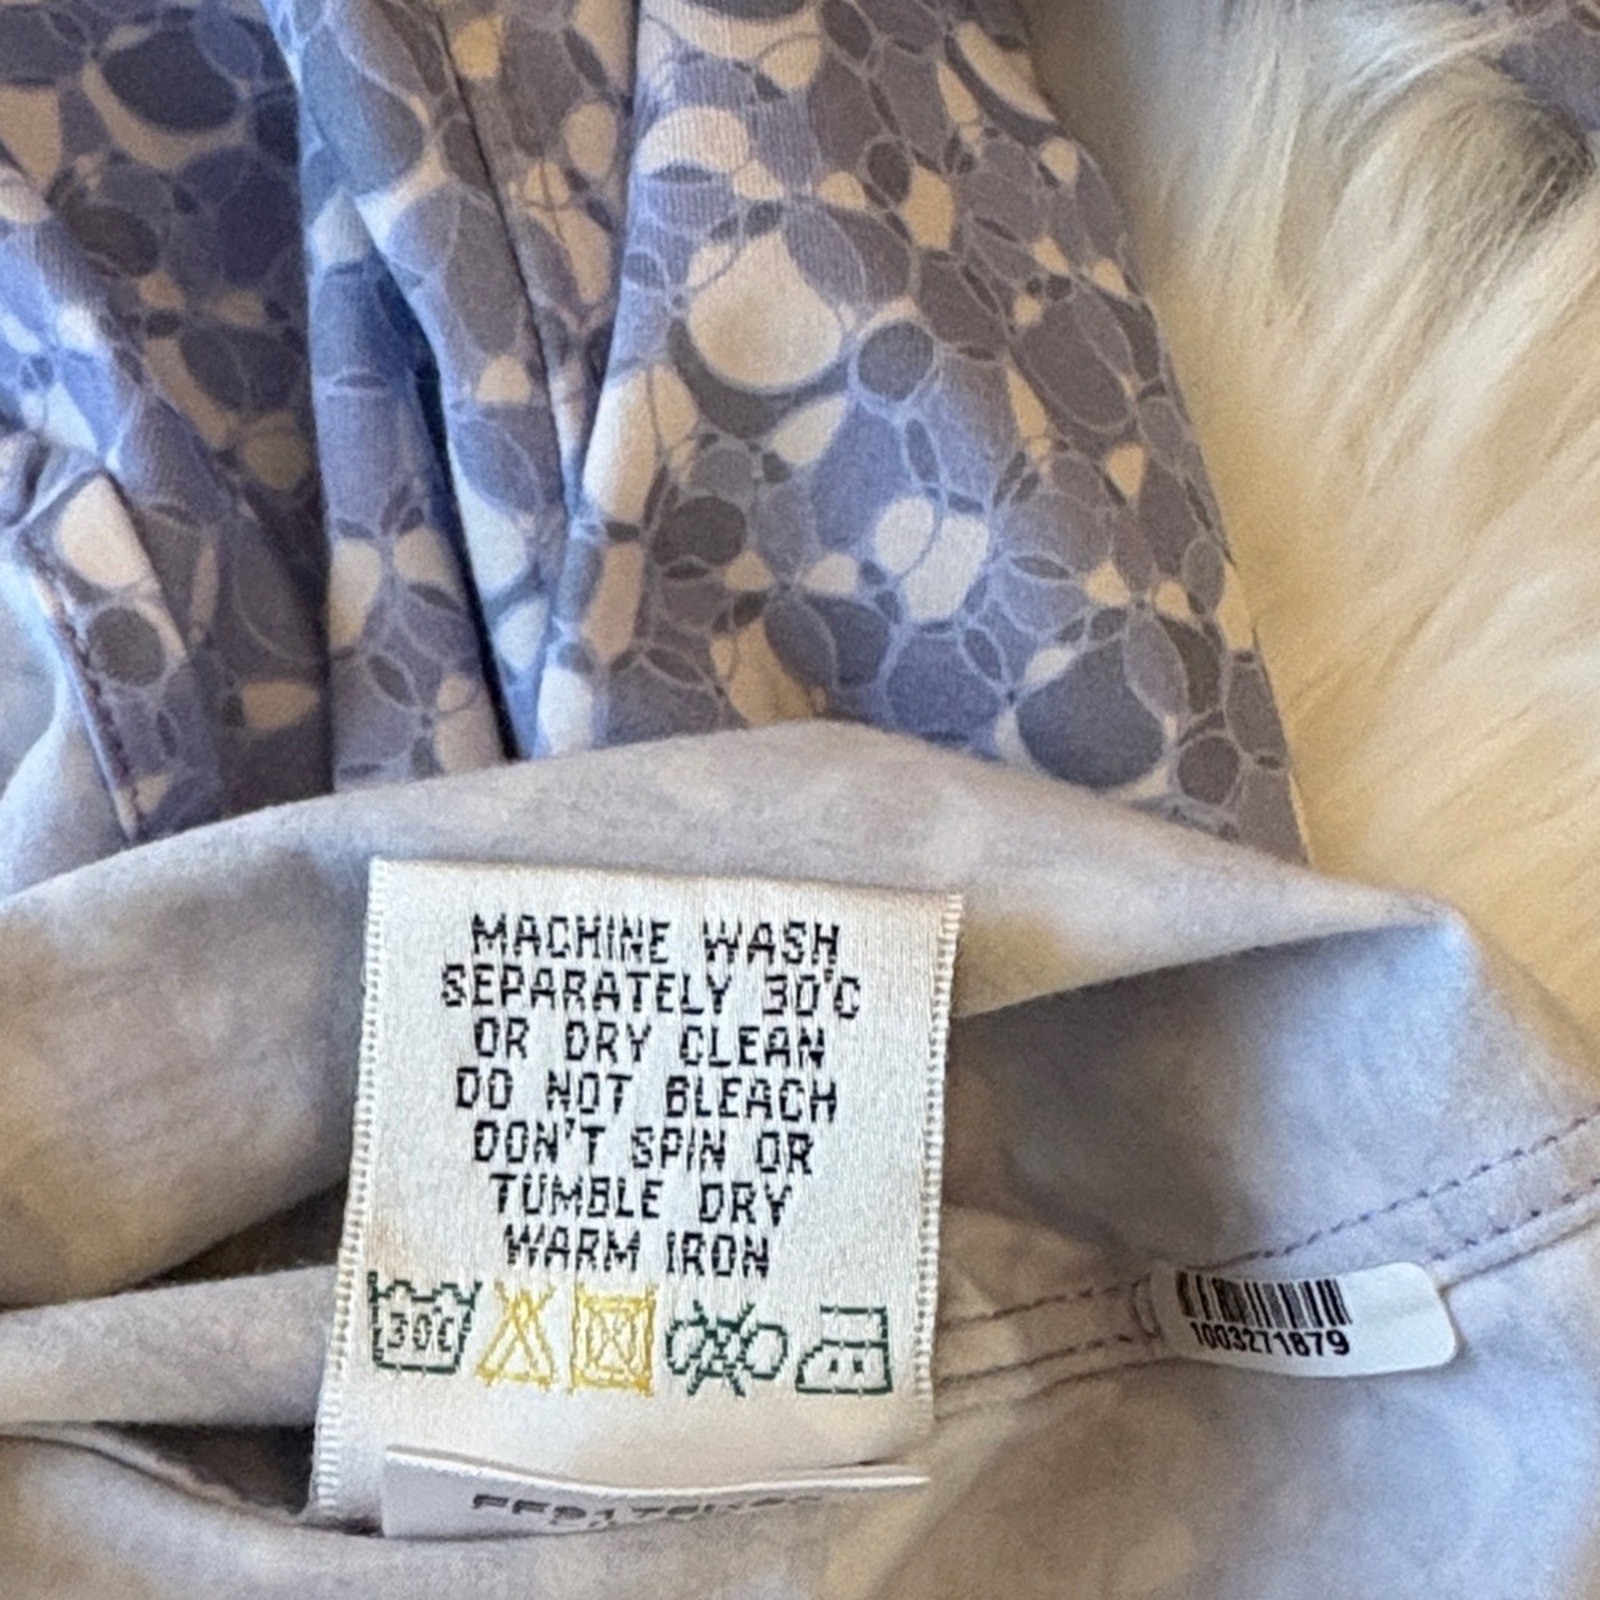 MACHINE WASH
SEPARATELY 30°C
OR DRY CLEAN
DO NOT BLEACH
DON'T SPIN OR
TUMBLE DRY
WARM IRON
30C
1003271879